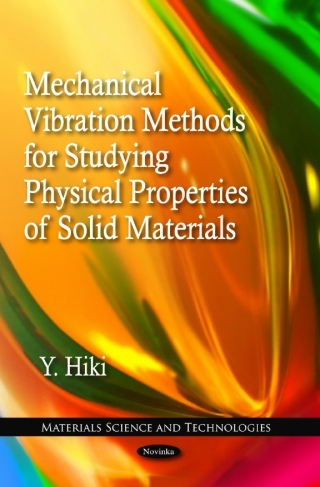 Mechanical
Vibration Methods
for Studying
Physical Properties
of Solid Materials
Y. Hiki
Materials Science and Technologies
Novinka